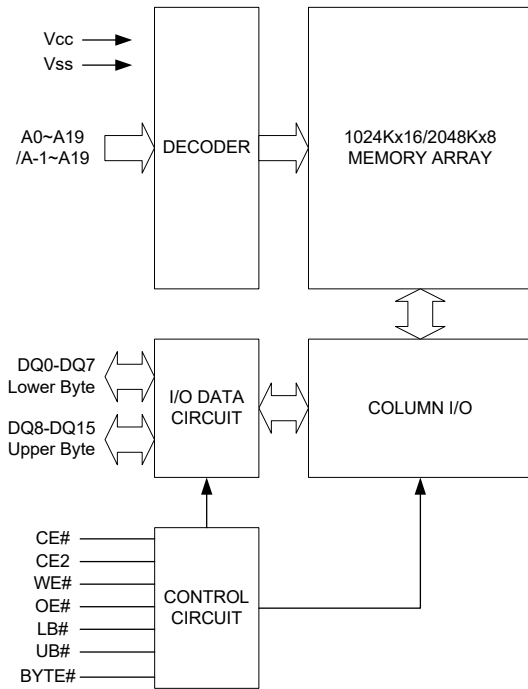 Vcc
Vss
A0~A19
/A-1~A19
DECODER
1024Kx16/2048Kx8
MEMORY ARRAY
DQ0-DQ7
Lower Byte
DQ8-DQ15
Upper Byte
I/O DATA
CIRCUIT
COLUMN I/O
CE#
CE2
WE#
OE#
LB#
UB#
BYTE#
CONTROL
CIRCUIT